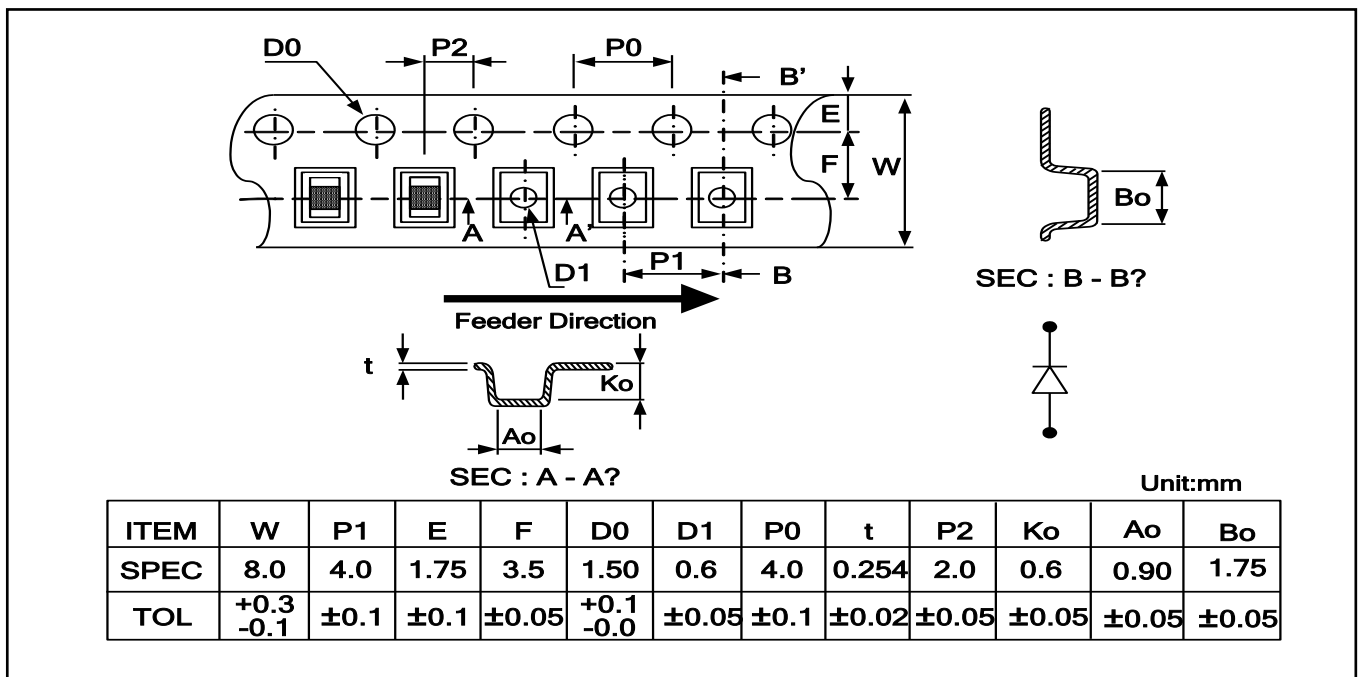 D0 P2 P0 B’
E
F W
A A’
D1 P1 B
Bo
Feeder Direction
SEC : B - B?
t Ko
Ao
SEC : A - A?
Unit:mm
ITEM W P1 E F D0 D1 P0 t P2 Ko Ao Bo
SPEC 8.0 4.0 1.75 3.5 1.50 0.6 4.0 0.254 2.0 0.6 0.90 1.75
TOL +0.3 -0.1 ±0.1 ±0.1 ±0.05 +0.1 -0.0 ±0.05 ±0.1 ±0.02 ±0.05 ±0.05 ±0.05 ±0.05